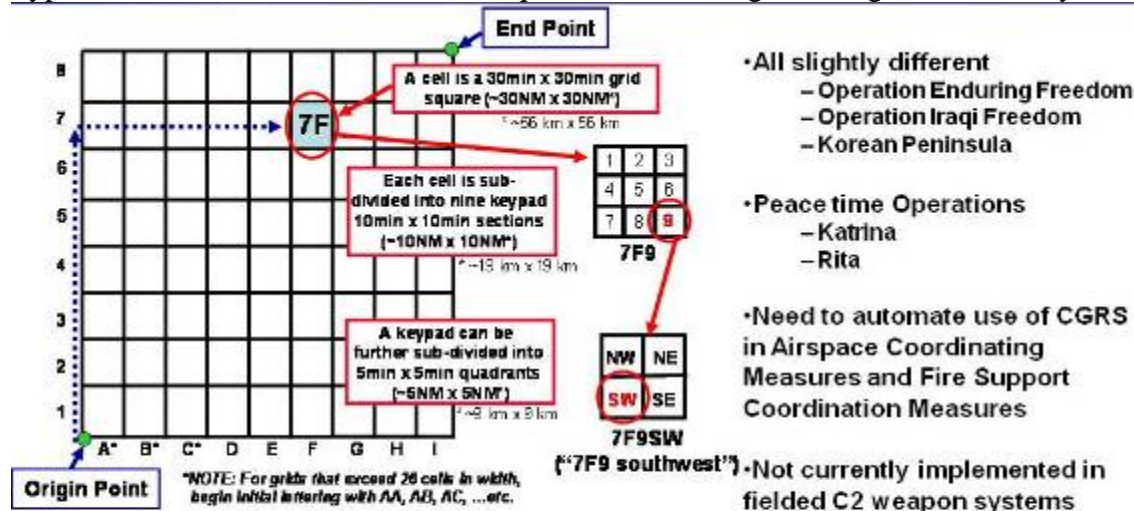 End Point
8
7
6
5
4
3
2
1
A cell is a 30min x 30min grid
square (~30NM x 30NM*)
* ~56 km x 56 km
7F
Each cell is sub-
divided into nine keypad
10min x 10min sections
(~10NM x 10NM*)
* ~19 km x 19 km
A keypad can be
further sub-divided into
5min x 5min quadrants
(~5NM x 5NM*)
* ~9 km x 9 km
1 2 3
4 5 6
7 8 9
7F9
NW NE
SW SE
7F9SW
("7F9 southwest")
A* B* C* D E F G H I
Origin Point
*NOTE: For grids that exceed 26 cells in width,
begin initial lettering with AA, AB, AC, ...etc.
·All slightly different
– Operation Enduring Freedom
– Operation Iraqi Freedom
– Korean Peninsula
·Peace time Operations
– Katrina
– Rita
·Need to automate use of CGRS
in Airspace Coordinating
Measures and Fire Support
Coordination Measures
·Not currently implemented in
fielded C2 weapon systems